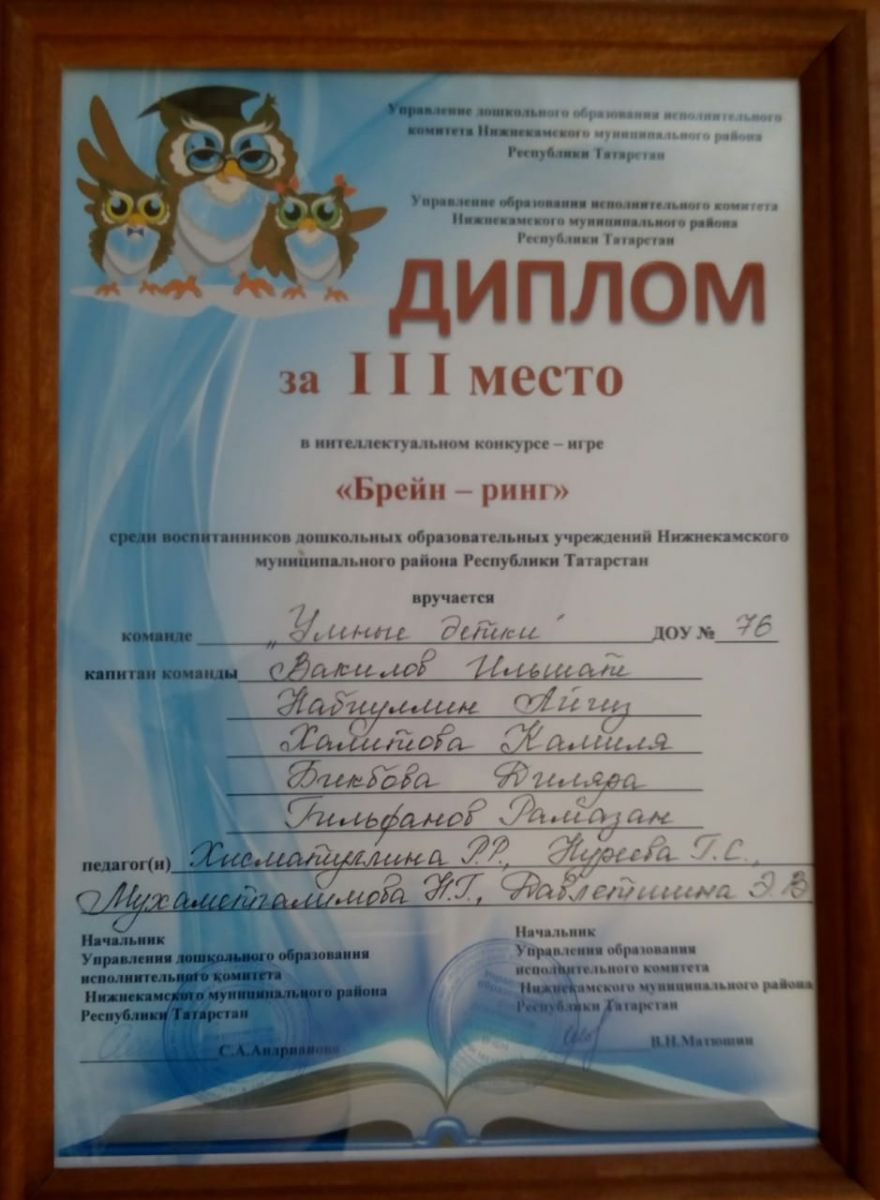 Управление дошкольного образования исполнительного
комитета Нижнекамского муниципального района
Республики Татарстан
Управление образования исполнительного комитета
Нижнекамского муниципального района
Республики Татарстан
ДИПЛОМ
за III место
в интеллектуальном конкурсе – игре
«Брейн – ринг»
среди воспитанников дошкольных образовательных учреждений Нижнекамского
муниципального района Республики Татарстан
вручается
команде „Умные детки" ДОУ № 76
капитан команды Вакилов Ильшат
Набиуллин Айгиз
Халитова Камиля
Бикбова Диляра
Гильфанов Рамазан
педагог(и) Хисматуллина Р.Р., Нуреева Г.С.,
Мухаметгалимова Н.Г., Давлетшина Э.В
Начальник
Управления дошкольного образования
исполнительного комитета
Нижнекамского муниципального района
Республики Татарстан
С.А.Андрианова
Начальник
Управления образования
исполнительного комитета
Нижнекамского муниципального района
Республики Татарстан
В.Н.Матюшин